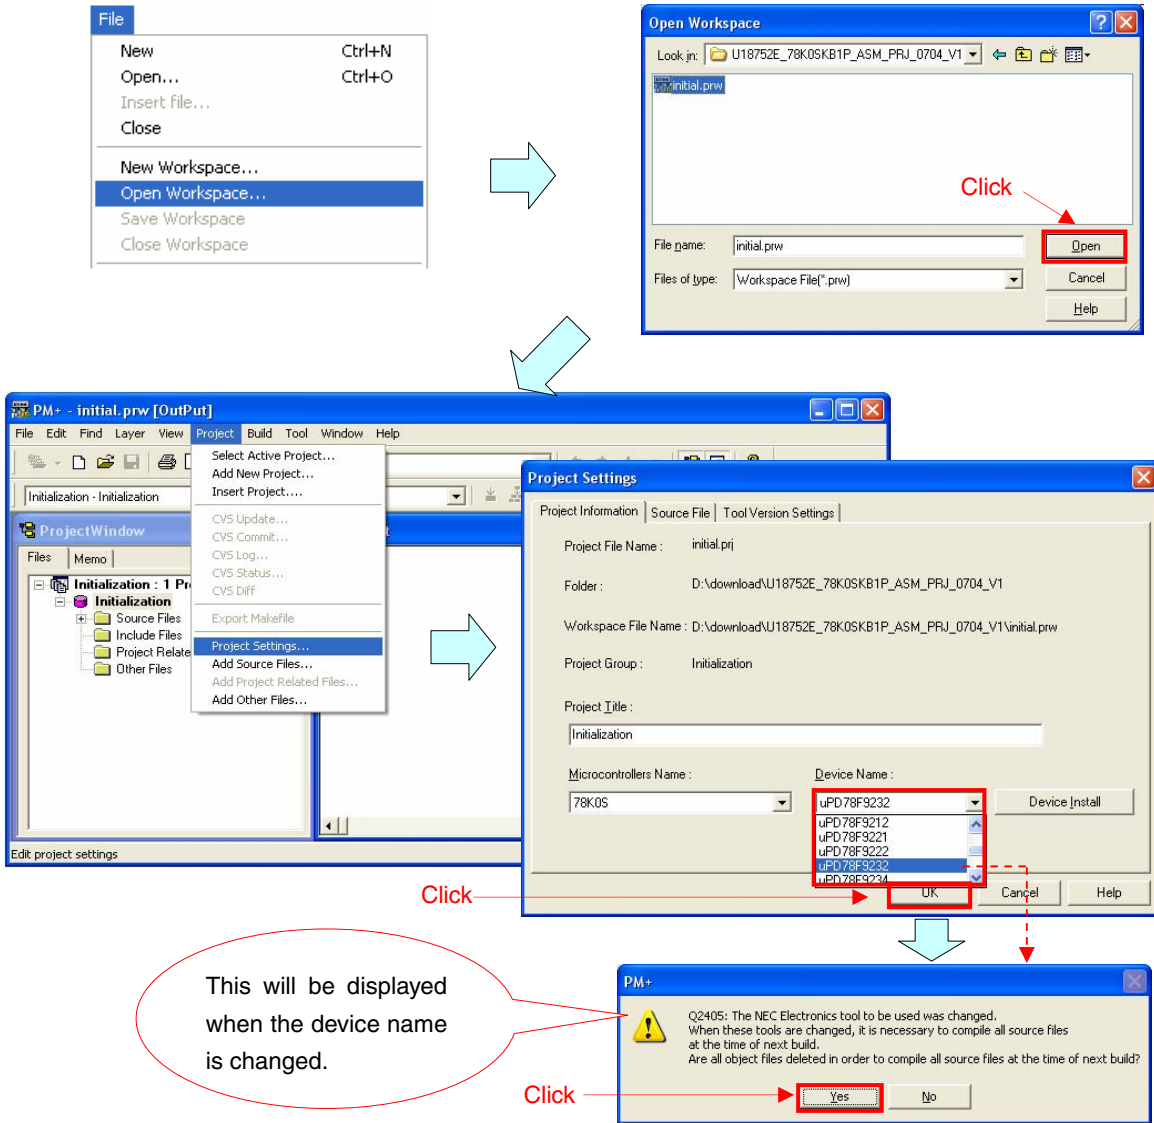 File
New Ctrl+N
Open... Ctrl+O
Insert file...
Close
New Workspace...
Open Workspace...
Save Workspace
Close Workspace
Open Workspace
Look in: U18752E_78K0SKB1P_ASM_PRJ_0704_V1
initial.prw
Click
File name: initial.prw Open
Files of type: Workspace File(*.prw) Cancel
Help
PM+ - initial.prw [OutPut]
File Edit Find Layer View Project Build Tool Window Help
Select Active Project...
Add New Project...
Insert Project....
CVS Update...
CVS Commit...
CVS Log...
CVS Status...
CVS Diff
Export Makefile
Project Settings...
Add Source Files...
Add Project Related Files...
Add Other Files...
Initialization - Initialization
ProjectWindow
Files Memo
Initialization : 1 Pr
Initialization
Source Files
Include Files
Project Relate
Other Files
Edit project settings
Project Settings
Project Information Source File Tool Version Settings
Project File Name : initial.prj
Folder : D:\download\U18752E_78K0SKB1P_ASM_PRJ_0704_V1
Workspace File Name : D:\download\U18752E_78K0SKB1P_ASM_PRJ_0704_V1\initial.prw
Project Group : Initialization
Project Title :
Initialization
Microcontrollers Name : Device Name :
78K0S uPD78F9232 Device Install
uPD78F9212
uPD78F9221
uPD78F9222
uPD78F9232
uPD78F9234
Click
OK Cancel Help
This will be displayed
when the device name
is changed.
PM+
Q2405: The NEC Electronics tool to be used was changed.
When these tools are changed, it is necessary to compile all source files
at the time of next build.
Are all object files deleted in order to compile all source files at the time of next build?
Click
Yes No